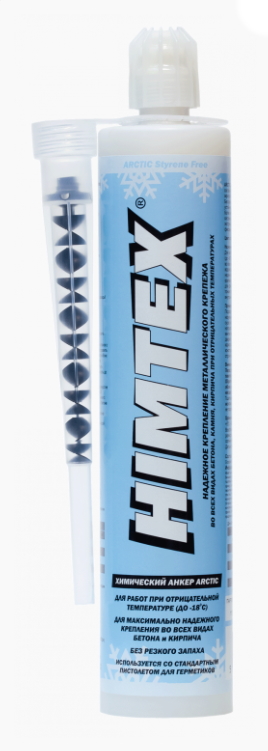 ARCTIC Styrene Free
HIMTEX®
НАДЕЖНОЕ КРЕПЛЕНИЕ МЕТАЛЛИЧЕСКОГО КРЕПЕЖА
ВО ВСЕХ ВИДАХ БЕТОНА, КАМНЯ, КИРПИЧА ПРИ ОТРИЦАТЕЛЬНЫХ ТЕМПЕРАТУРАХ
ХИМИЧЕСКИЙ АНКЕР ARCTIC
ДЛЯ РАБОТ ПРИ ОТРИЦАТЕЛЬНОЙ
ТЕМПЕРАТУРЕ (ДО -18°С)
ДЛЯ МАКСИМАЛЬНО НАДЕЖНОГО
КРЕПЛЕНИЯ ВО ВСЕХ ВИДАХ
БЕТОНА И КИРПИЧА
БЕЗ РЕЗКОГО ЗАПАХА
ИСПОЛЬЗУЕТСЯ СО СТАНДАРТНЫМ
ПИСТОЛЕТОМ ДЛЯ ГЕРМЕТИКОВ